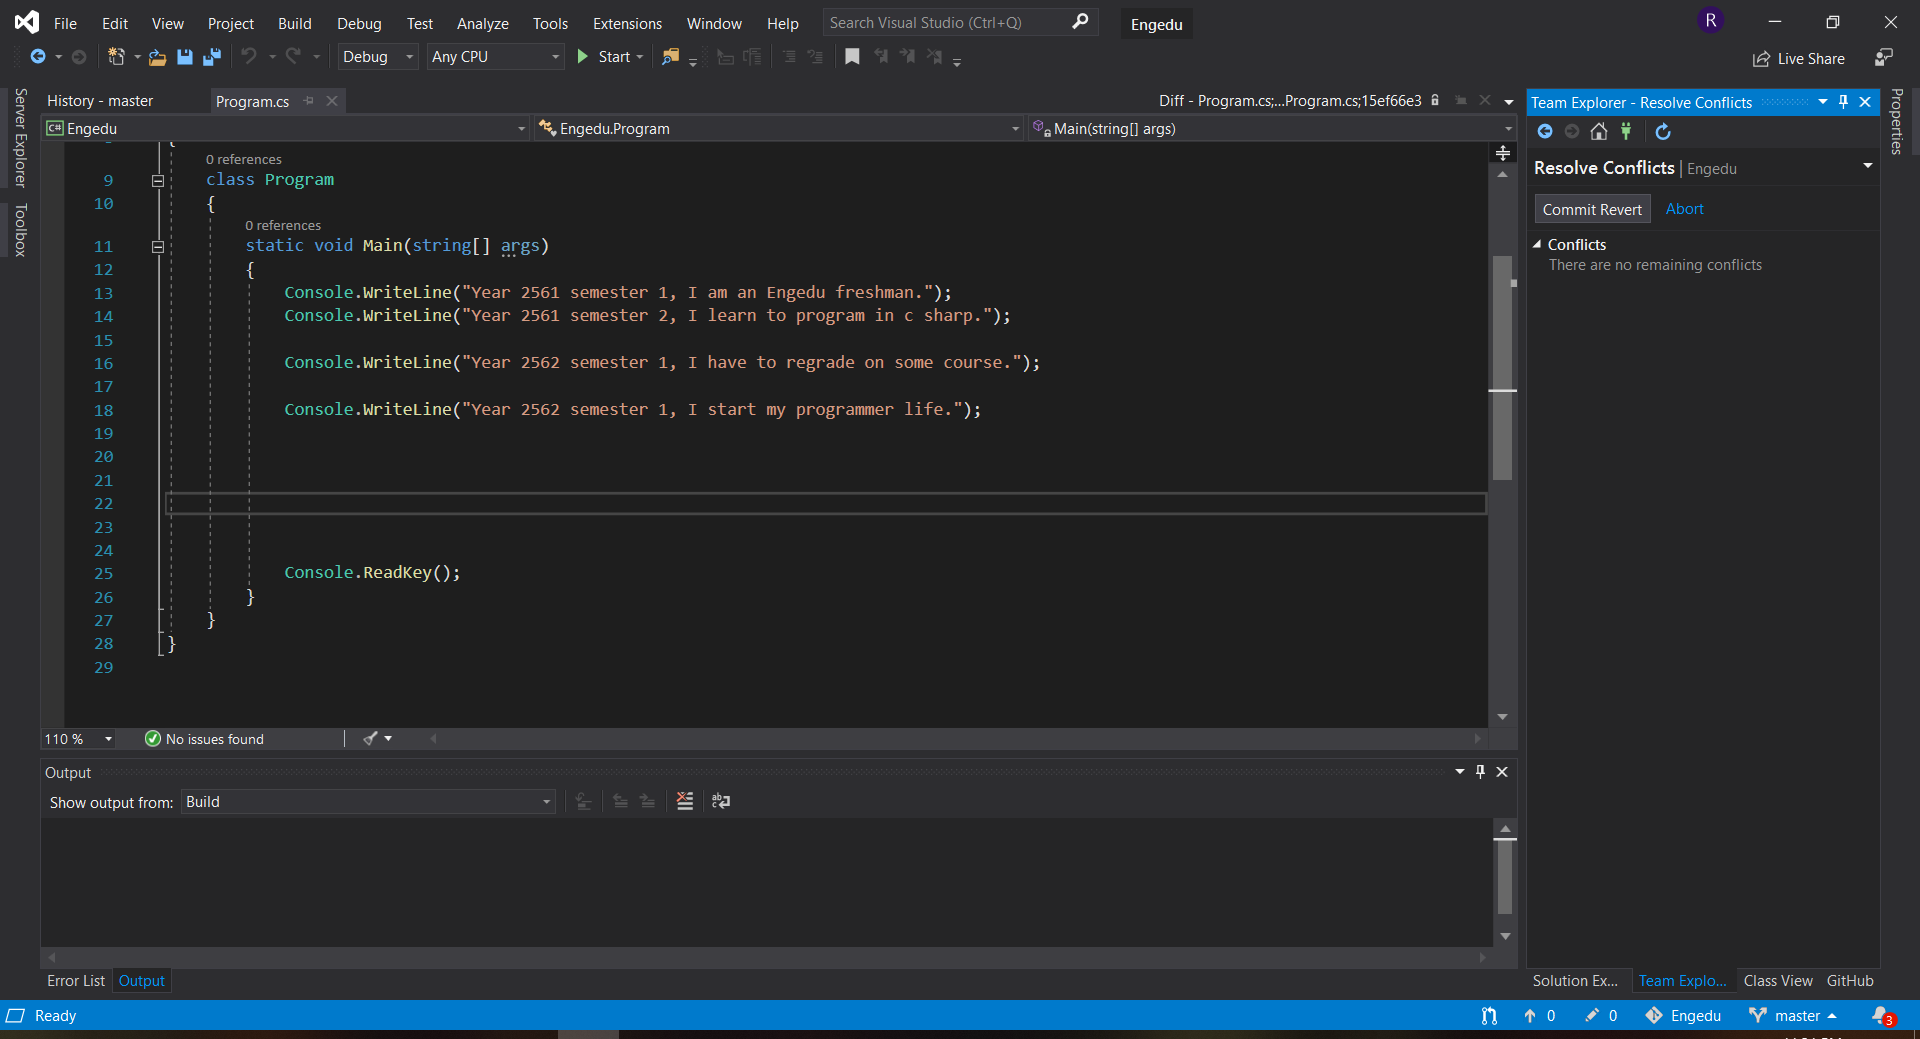 File Edit View Project Build Debug Test Analyze Tools Extensions Window Help Search Visual Studio (Ctrl+Q) Engedu R
Debug Any CPU Start Live Share
Server Explorer
Toolbox
History - master Program.cs Diff - Program.cs;...Program.cs;15ef66e3
C# Engedu Engedu.Program Main(string[] args)
0 references
9 class Program
10 {
0 references
11 static void Main(string[] args)
12 {
13 Console.WriteLine("Year 2561 semester 1, I am an Engedu freshman.");
14 Console.WriteLine("Year 2561 semester 2, I learn to program in c sharp.");
15
16 Console.WriteLine("Year 2562 semester 1, I have to regrade on some course.");
17
18 Console.WriteLine("Year 2562 semester 1, I start my programmer life.");
19
20
21
22
23
24
25 Console.ReadKey();
26 }
27 }
28 }
29
110 % No issues found
Output
Show output from: Build
Error List Output
Team Explorer - Resolve Conflicts
Resolve Conflicts | Engedu
Commit Revert Abort
Conflicts
There are no remaining conflicts
Solution Ex... Team Explo... Class View GitHub
Properties
Ready 0 0 Engedu master 3